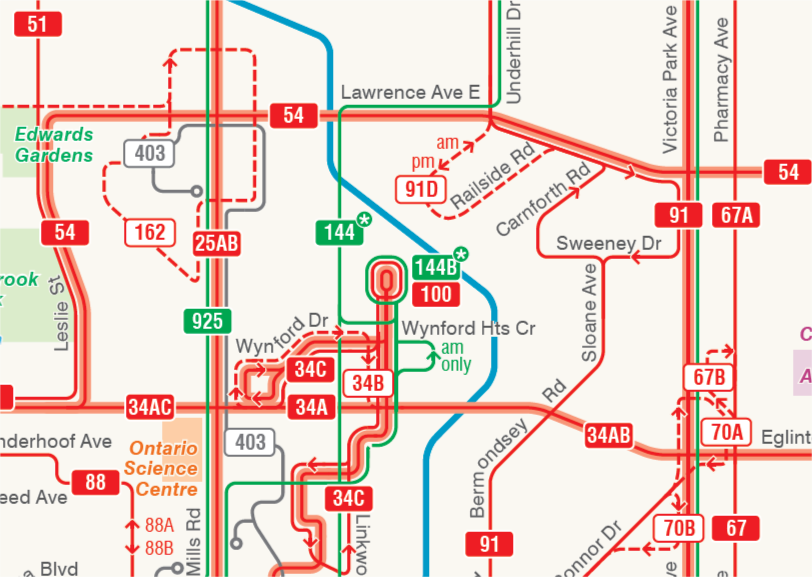 51
Underhill Dr
Victoria Park Ave
Pharmacy Ave
Lawrence Ave E
54
Edwards
Gardens
403
am
pm
91D
Railside Rd
Carnforth Rd
54
162
25AB
54
144*
91
67A
Sweeney Dr
144B*
100
rook
Leslie St
925
Sloane Ave
Wynford Dr
Wynford Hts Cr
am
only
34C
34B
67B
C
A
34AC
34A
Bermondsey Rd
34AB
70A
Eglint
nderhoof Ave
403
Ontario
Science
Centre
88
eed Ave
34C
88A
88B
Mills Rd
Linkwo
91
onnor Dr
70B
67
Blvd
ve
e